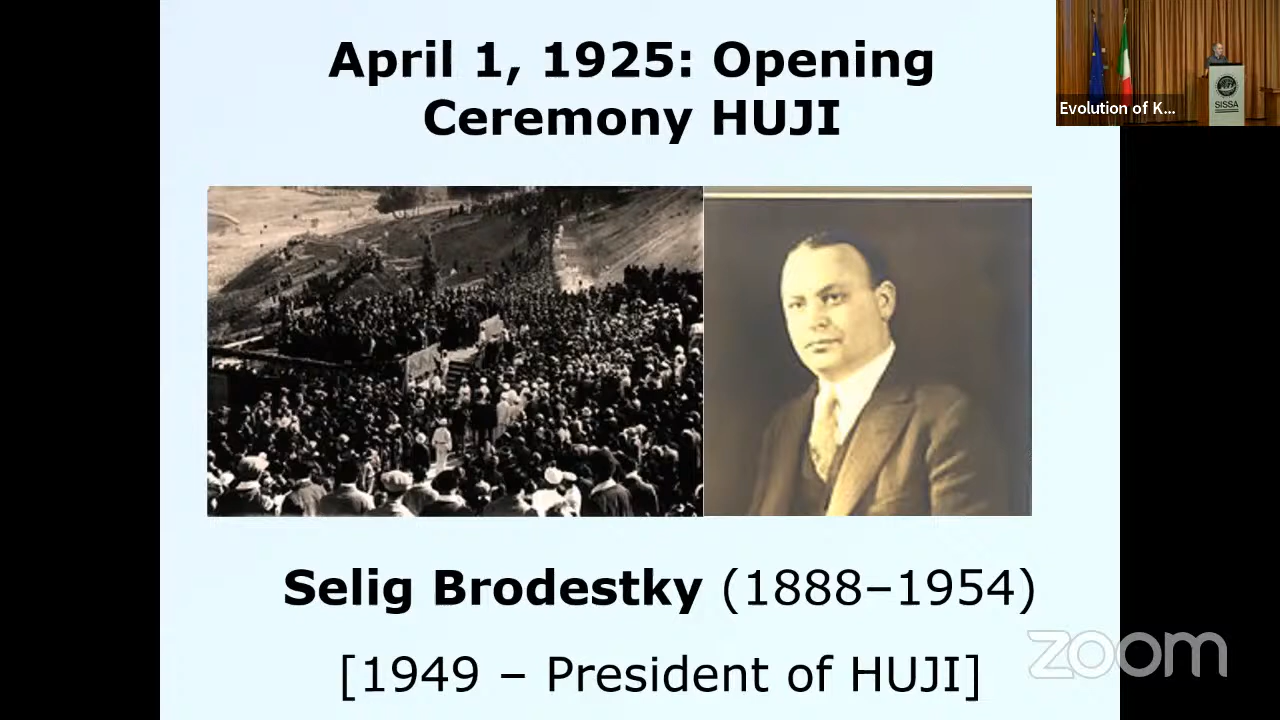 April 1, 1925: Opening
Ceremony HUJI
Evolution of K...
SISSA
Selig Brodestky (1888–1954)
[1949 – President of HUJI]
zoom